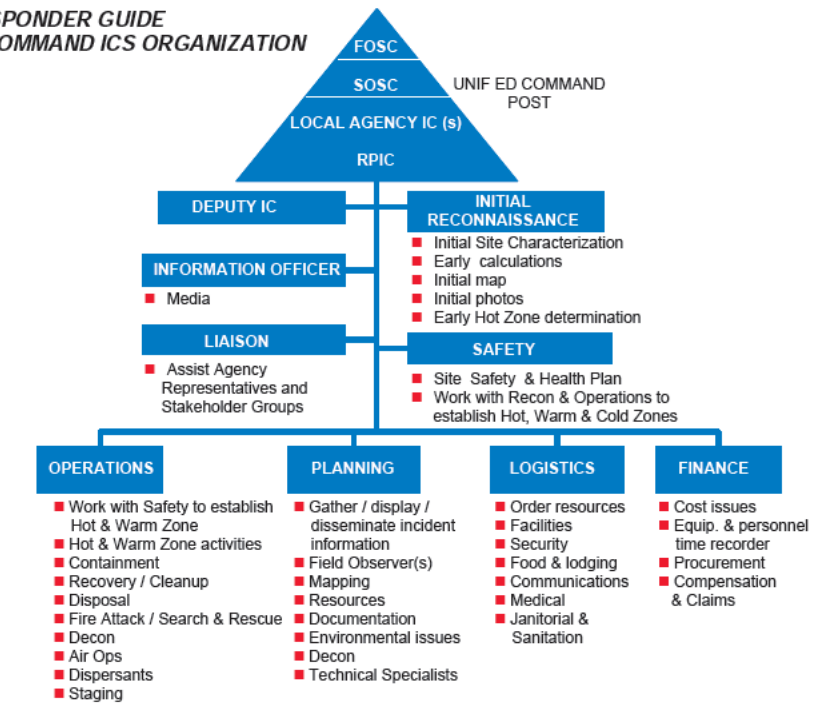 SPONDER GUIDE
OMMAND ICS ORGANIZATION
FOSC
SOSC
LOCAL AGENCY IC (s)
RPIC
UNIF ED COMMAND
POST
DEPUTY IC
INITIAL
RECONNAISSANCE
Initial Site Characterization
Early calculations
Initial map
Initial photos
Early Hot Zone determination
INFORMATION OFFICER
Media
LIAISON
Assist Agency
Representatives and
Stakeholder Groups
SAFETY
Site Safety & Health Plan
Work with Recon & Operations to
establish Hot, Warm & Cold Zones
OPERATIONS
Work with Safety to establish
Hot & Warm Zone
Hot & Warm Zone activities
Containment
Recovery / Cleanup
Disposal
Fire Attack / Search & Rescue
Decon
Air Ops
Dispersants
Staging
PLANNING
Gather / display /
disseminate incident
information
Field Observer(s)
Mapping
Resources
Documentation
Environmental issues
Decon
Technical Specialists
LOGISTICS
Order resources
Facilities
Security
Food & lodging
Communications
Medical
Janitorial &
Sanitation
FINANCE
Cost issues
Equip. & personnel
time recorder
Procurement
Compensation
& Claims